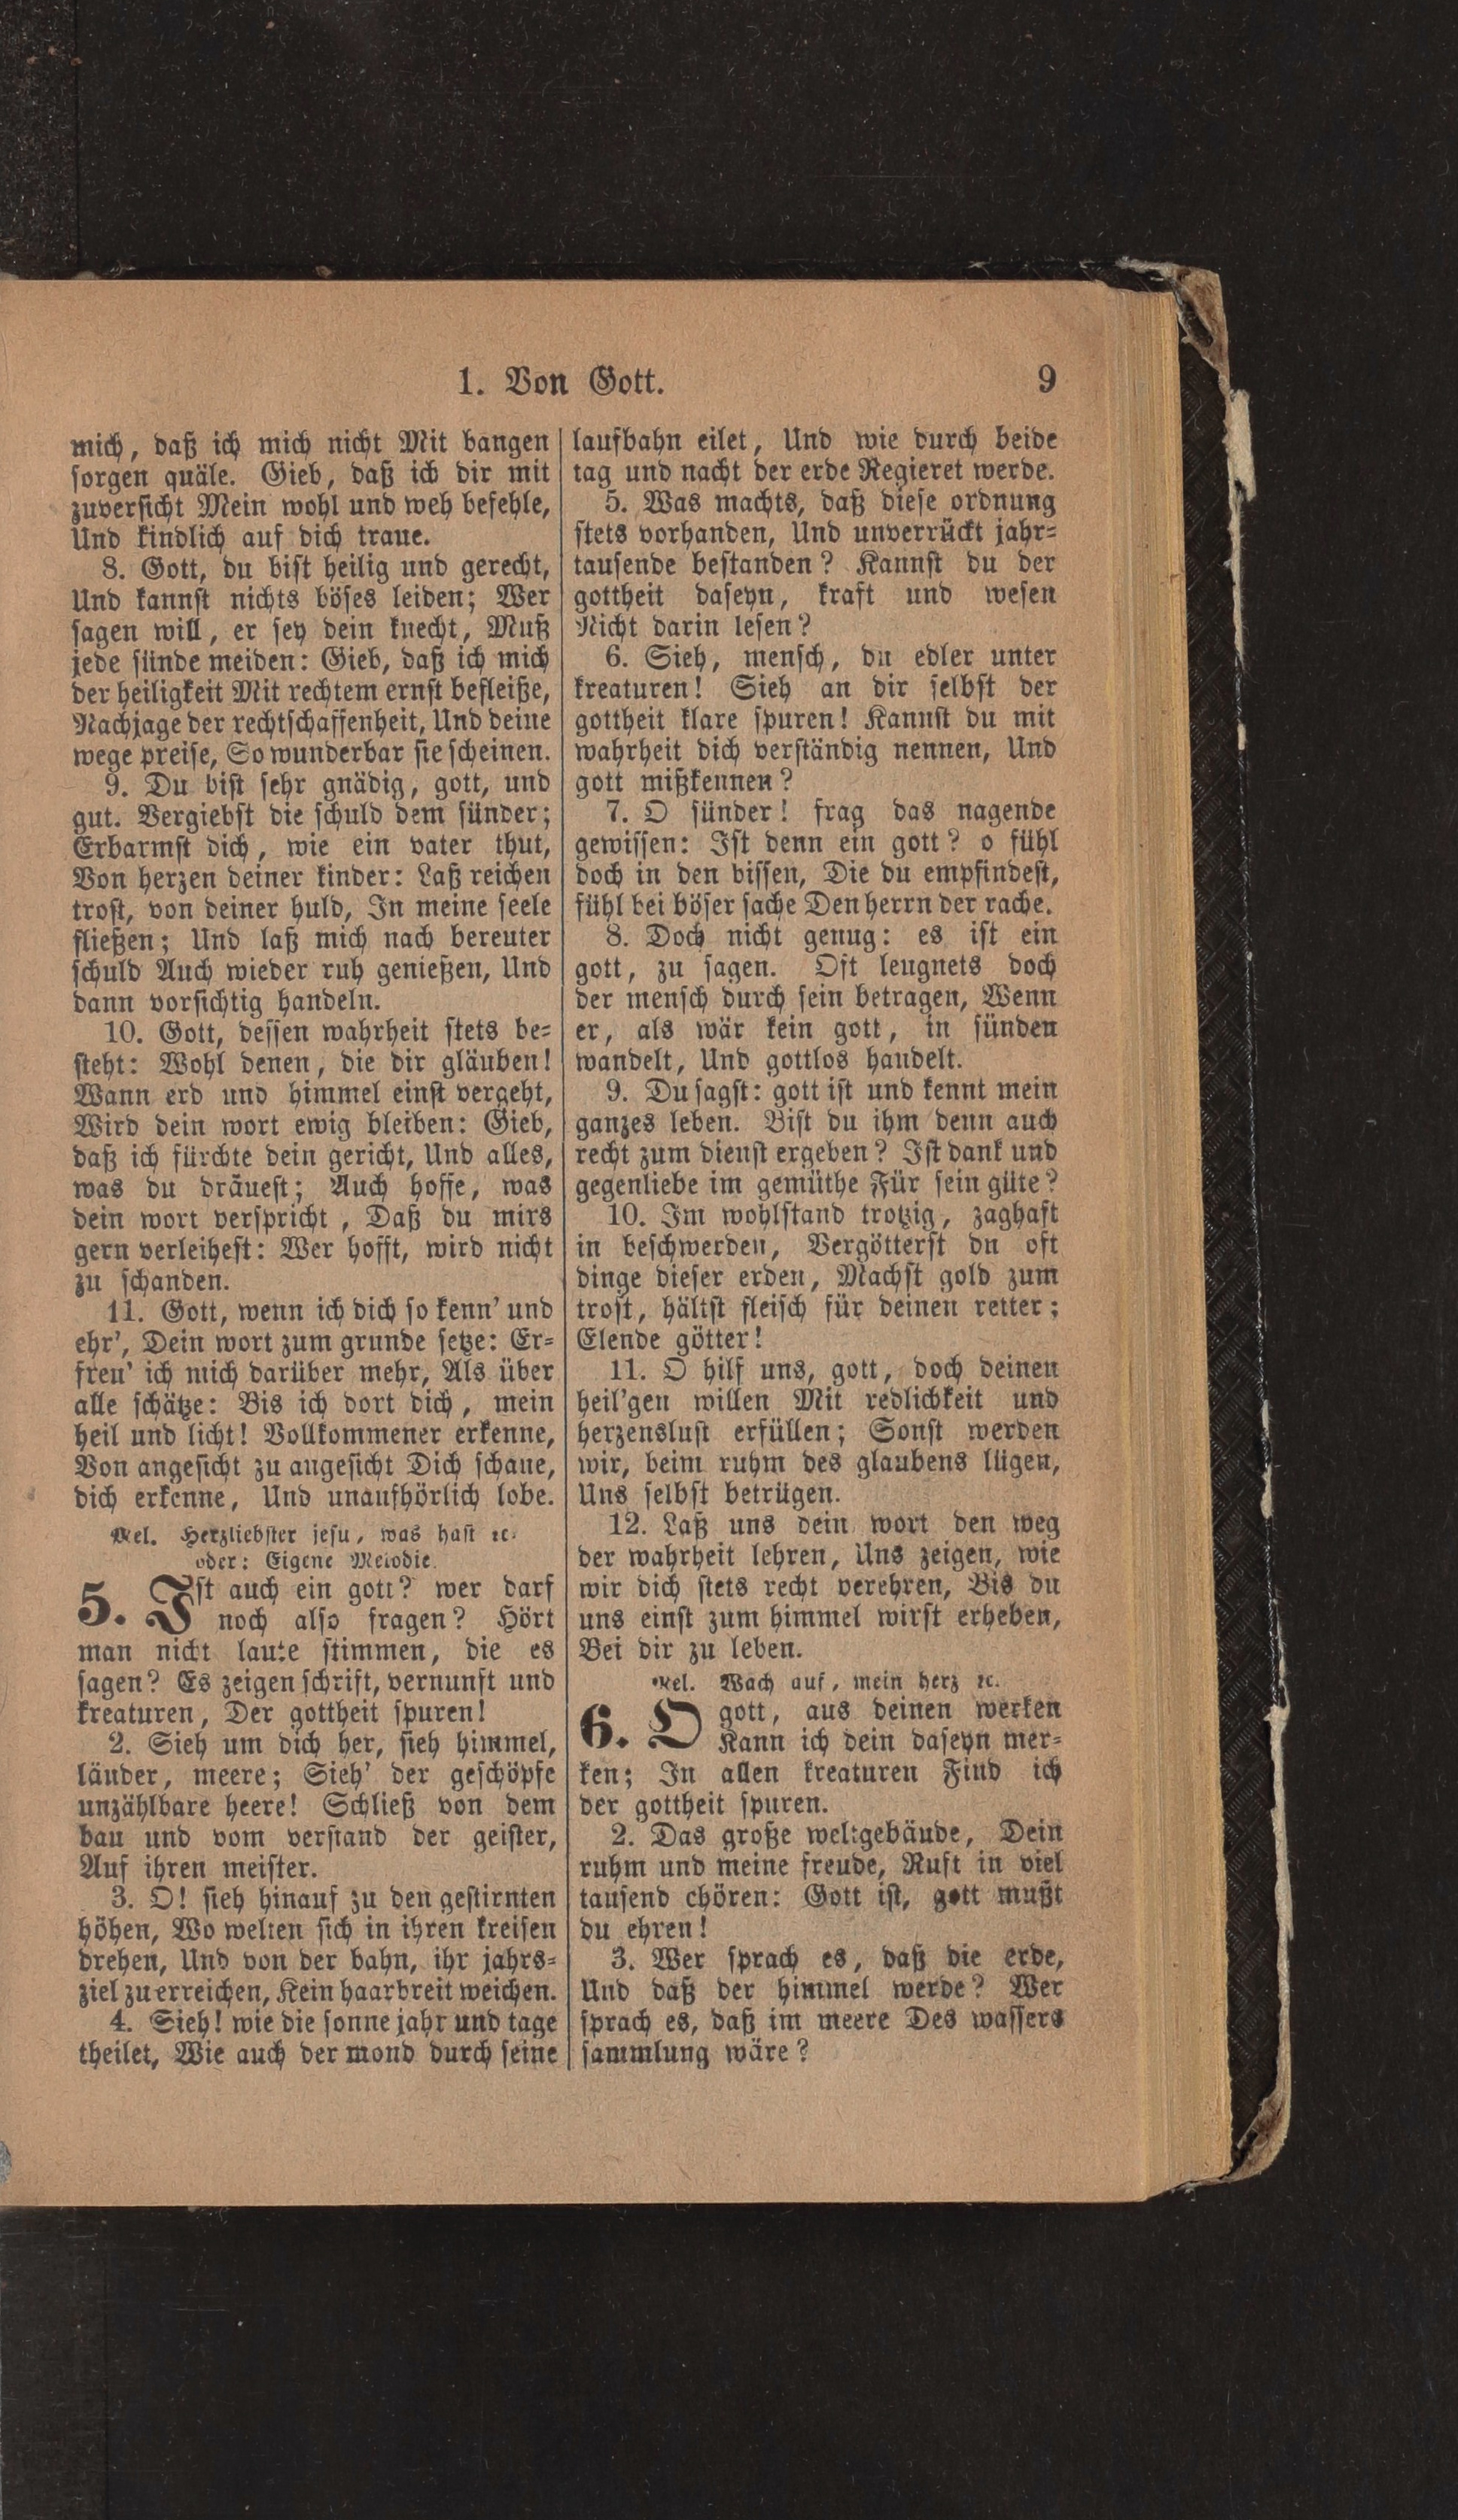 1. Von Gott.
9
mich, daß ich mich nicht Mit bangen
sorgen quäle. Gieb, daß ich dir mit
zuversicht Mein wohl und weh befehle,
Und kindlich auf dich traue.
8. Gott, du bist heilig und gerecht,
Und kannst nichts böses leiden; Wer
sagen will, er sey dein knecht, Muß
jede sünde meiden: Gieb, daß ich mich
der heiligkeit Mit rechtem ernst befleiße,
Nachjage der rechtschaffenheit, Und deine
wege preise, So wunderbar sie scheinen.
9. Du bist sehr gnädig, gott, und
gut. Vergiebst die schuld dem sünder;
Erbarmst dich, wie ein vater thut,
Von herzen deiner kinder: Laß reichen
trost, von deiner huld, In meine seele
fließen; Und laß mich nach bereuter
schuld Auch wieder ruh genießen, Und
dann vorsichtig handeln.
10. Gott, dessen wahrheit stets be-
steht: Wohl denen, die dir gläuben!
Wann erd und himmel einst vergeht,
Wird dein wort ewig bleiben: Gieb,
daß ich fürchte dein gericht, Und alles,
was du dräuest; Auch hoffe, was
dein wort verspricht, Daß du mirs
gern verleihest: Wer hofft, wird nicht
zu schanden.
11. Gott, wenn ich dich so kenn' und
ehr', Dein wort zum grunde setze: Er-
freu' ich mich darüber mehr, Als über
alle schätze: Bis ich dort dich, mein
heil und licht! Vollkommener erkenne,
Von angesicht zu angesicht Dich schaue,
dich erkenne, Und unaufhörlich lobe.
Mel. Herzliebster jesu, was hast ꝛc.
oder: Eigene Melodie.
5. Ist auch ein gott? wer darf
noch also fragen? Hört
man nicht laute stimmen, die es
sagen? Es zeigen schrift, vernunft und
kreaturen, Der gottheit spuren!
2. Sieh um dich her, sieh himmel,
länder, meere; Sieh' der geschöpfe
unzählbare heere! Schließ von dem
bau und vom verstand der geister,
Auf ihren meister.
3. O! sieh hinauf zu den gestirnten
höhen, Wo welten sich in ihren kreisen
drehen, Und von der bahn, ihr jahrs-
ziel zu erreichen, Kein haarbreit weichen.
4. Sieh! wie die sonne jahr und tage
theilet, Wie auch der mond durch seine
laufbahn eilet, Und wie durch beide
tag und nacht der erde Regieret werde.
5. Was machts, daß diese ordnung
stets vorhanden, Und unverrückt jahr-
tausende bestanden? Kannst du der
gottheit daseyn, kraft und wesen
Nicht darin lesen?
6. Sieh, mensch, du edler unter
kreaturen! Sieh an dir selbst der
gottheit klare spuren! Kannst du mit
wahrheit dich verständig nennen, Und
gott mißkennen?
7. O sünder! frag das nagende
gewissen: Ist denn ein gott? o fühl
doch in den bissen, Die du empfindest,
fühl bei böser sache Den herrn der rache.
8. Doch nicht genug: es ist ein
gott, zu sagen. Oft leugnets doch
der mensch durch sein betragen, Wenn
er, als wär kein gott, in sünden
wandelt, Und gottlos handelt.
9. Du sagst: gott ist und kennt mein
ganzes leben. Bist du ihm denn auch
recht zum dienst ergeben? Ist dank und
gegenliebe im gemüthe Für sein güte?
10. Im wohlstand trotzig, zaghaft
in beschwerden, Vergötterst du oft
dinge dieser erden, Machst gold zum
trost, hältst fleisch für deinen retter;
Elende götter!
11. O hilf uns, gott, doch deinen
heil'gen willen Mit redlichkeit und
herzenslust erfüllen; Sonst werden
wir, beim ruhm des glaubens lügen,
Uns selbst betrügen.
12. Laß uns dein wort den weg
der wahrheit lehren, Uns zeigen, wie
wir dich stets recht verehren, Bis du
uns einst zum himmel wirst erheben,
Bei dir zu leben.
Mel. Wach auf, mein herz ꝛc.
6. O gott, aus deinen werken
Kann ich dein daseyn mer-
ken; In allen kreaturen Find ich
der gottheit spuren.
2. Das große weltgebäude, Dein
ruhm und meine freude, Ruft in viel
tausend chören: Gott ist, gott mußt
du ehren!
3. Wer sprach es, daß die erde,
Und daß der himmel werde? Wer
sprach es, daß im meere Des wassers
sammlung wäre?